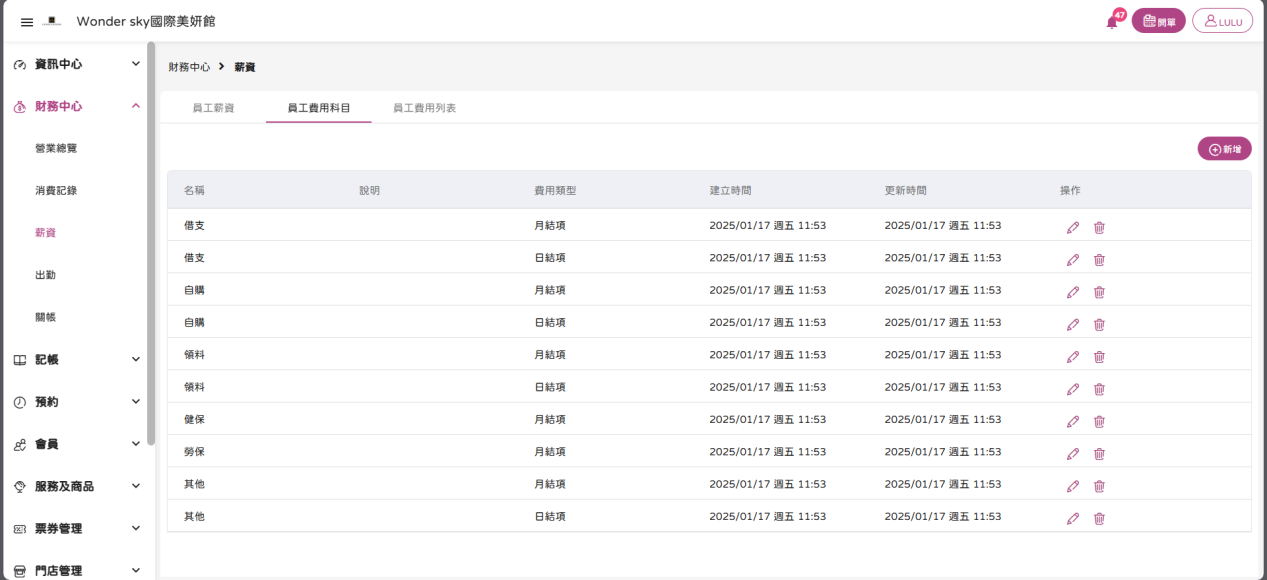 Wonder sky國際美妍館
47
開單
LULU
資訊中心
財務中心
營業總覽
消費記錄
薪資
出勤
關帳
記帳
預約
會員
服務及商品
票券管理
門店管理
財務中心 > 薪資
員工薪資 員工費用科目 員工費用列表
新增
名稱 說明 費用類型 建立時間 更新時間 操作
借支 月結項 2025/01/17 週五 11:53 2025/01/17 週五 11:53
借支 日結項 2025/01/17 週五 11:53 2025/01/17 週五 11:53
自購 月結項 2025/01/17 週五 11:53 2025/01/17 週五 11:53
自購 日結項 2025/01/17 週五 11:53 2025/01/17 週五 11:53
領料 月結項 2025/01/17 週五 11:53 2025/01/17 週五 11:53
領料 日結項 2025/01/17 週五 11:53 2025/01/17 週五 11:53
健保 月結項 2025/01/17 週五 11:53 2025/01/17 週五 11:53
勞保 月結項 2025/01/17 週五 11:53 2025/01/17 週五 11:53
其他 月結項 2025/01/17 週五 11:53 2025/01/17 週五 11:53
其他 日結項 2025/01/17 週五 11:53 2025/01/17 週五 11:53